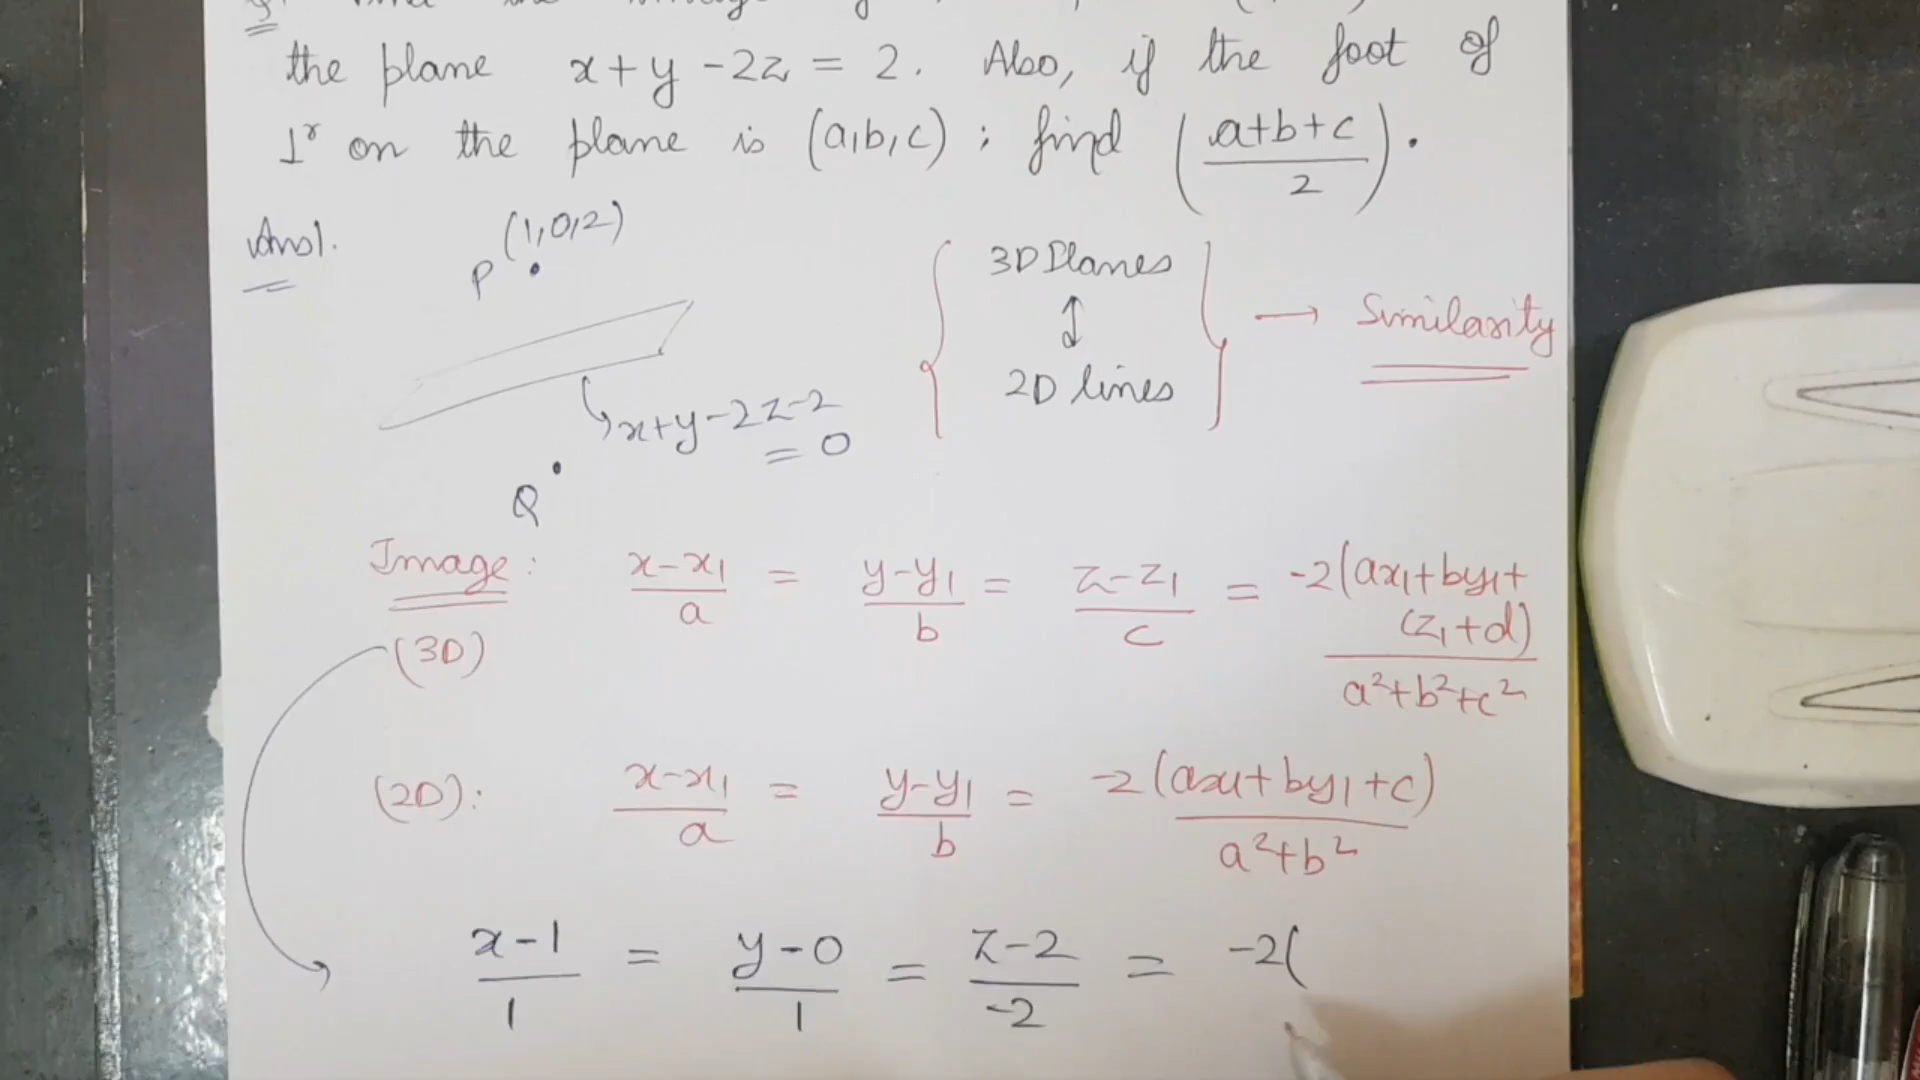 the plane x+y-2z = 2. Also, if the foot of
⊥r on the plane is (a,b,c) ; find (a+b+c/2).
Ans1.
P (1,0,2)
x+y-2z-2
= 0
Q
{ 3D Planes ↕ 2D lines } → Similarity
Image: x-x1/a = y-y1/b = z-z1/c = -2(ax1+by1+cz1+d)/a²+b²+c²
(3D)
(2D): x-x1/a = y-y1/b = -2(ax1+by1+c)/a²+b²
x-1/1 = y-0/1 = z-2/-2 = -2(